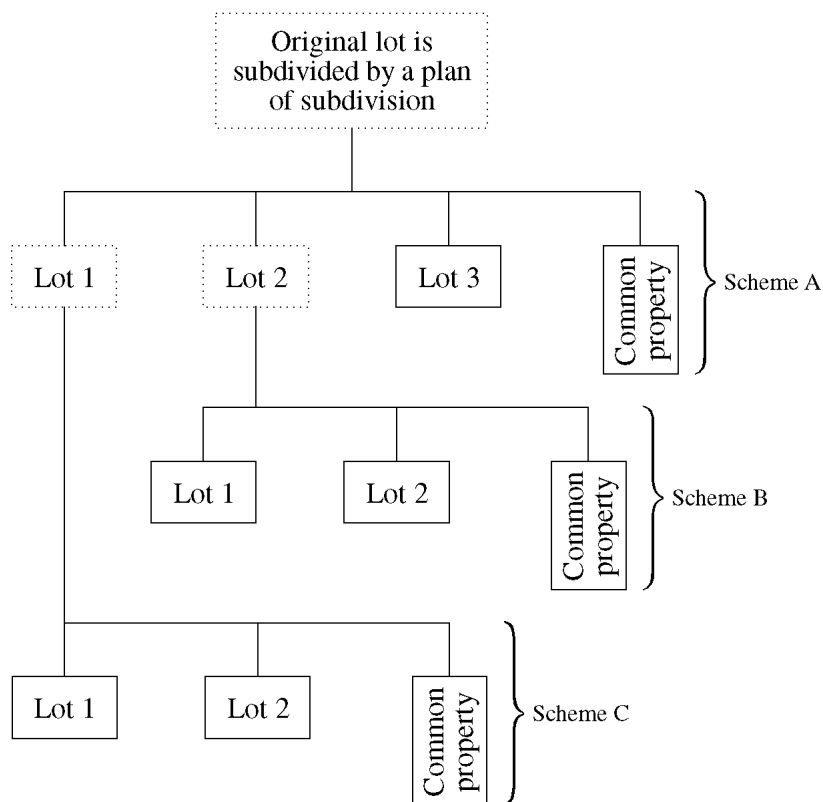 Original lot is
subdivided by a plan
of subdivision
Lot 1
Lot 2
Lot 3
Common
property
Scheme A
Lot 1
Lot 2
Common
property
Scheme B
Lot 1
Lot 2
Common
property
Scheme C